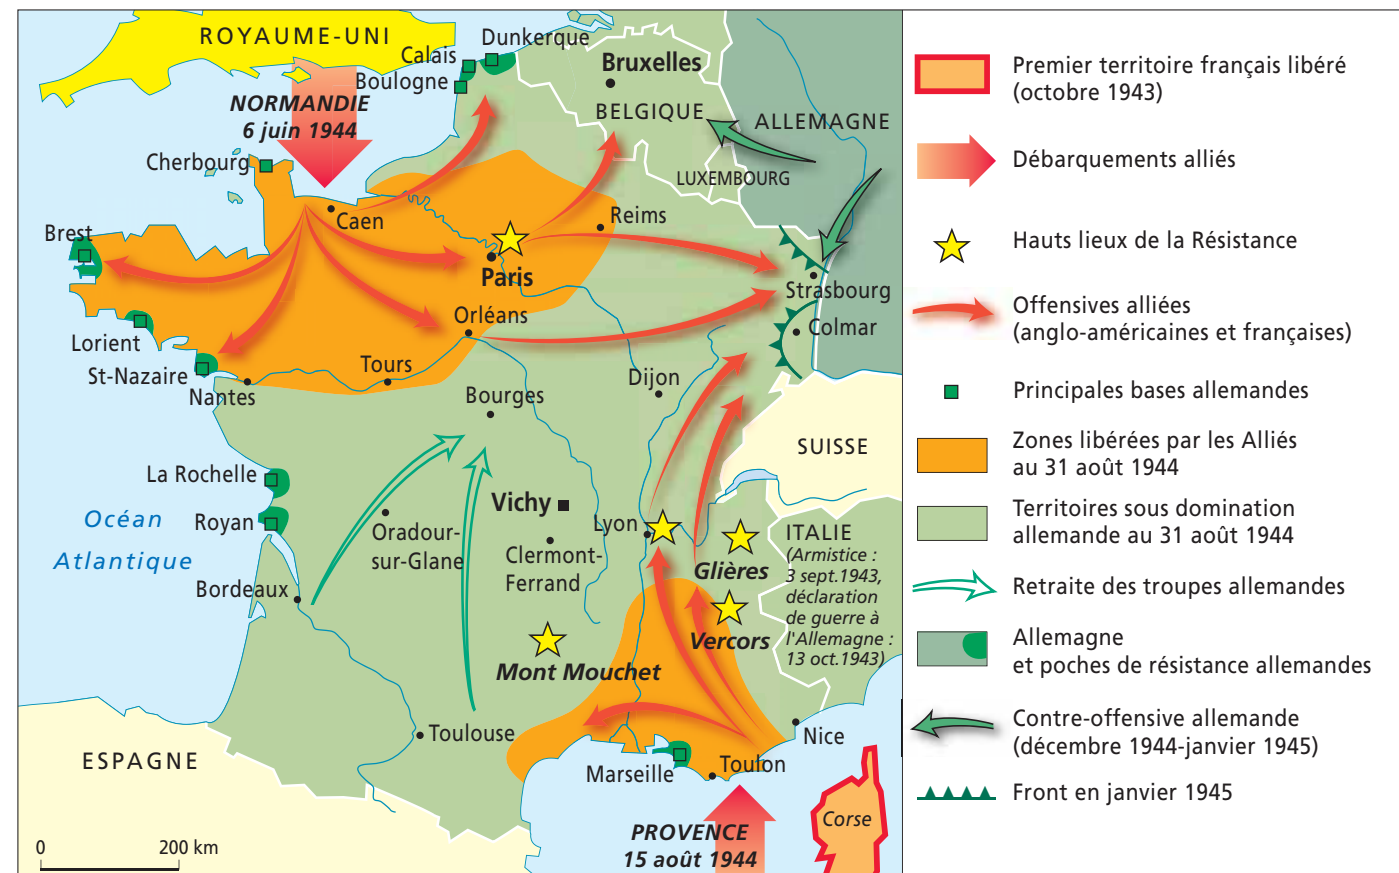 ROYAUME-UNI
Dunkerque
Calais
Boulogne
Bruxelles
NORMANDIE
6 juin 1944
BELGIQUE
ALLEMAGNE
Cherbourg
LUXEMBOURG
Caen
Reims
Brest
Paris
Strasbourg
Orléans
Colmar
Lorient
St-Nazaire
Tours
Nantes
Dijon
Bourges
SUISSE
La Rochelle
Vichy
Océan
Atlantique
Royan
Oradour-
sur-Glane
Lyon
Clermont-
Ferrand
Glières
ITALIE
(Armistice :
3 sept.1943,
déclaration
de guerre à
l'Allemagne :
13 oct.1943)
Bordeaux
Vercors
Mont Mouchet
Toulouse
Nice
ESPAGNE
Marseille
Toulon
Corse
PROVENCE
15 août 1944
0 200 km
Premier territoire français libéré
(octobre 1943)
Débarquements alliés
Hauts lieux de la Résistance
Offensives alliées
(anglo-américaines et françaises)
Principales bases allemandes
Zones libérées par les Alliés
au 31 août 1944
Territoires sous domination
allemande au 31 août 1944
Retraite des troupes allemandes
Allemagne
et poches de résistance allemandes
Contre-offensive allemande
(décembre 1944-janvier 1945)
Front en janvier 1945